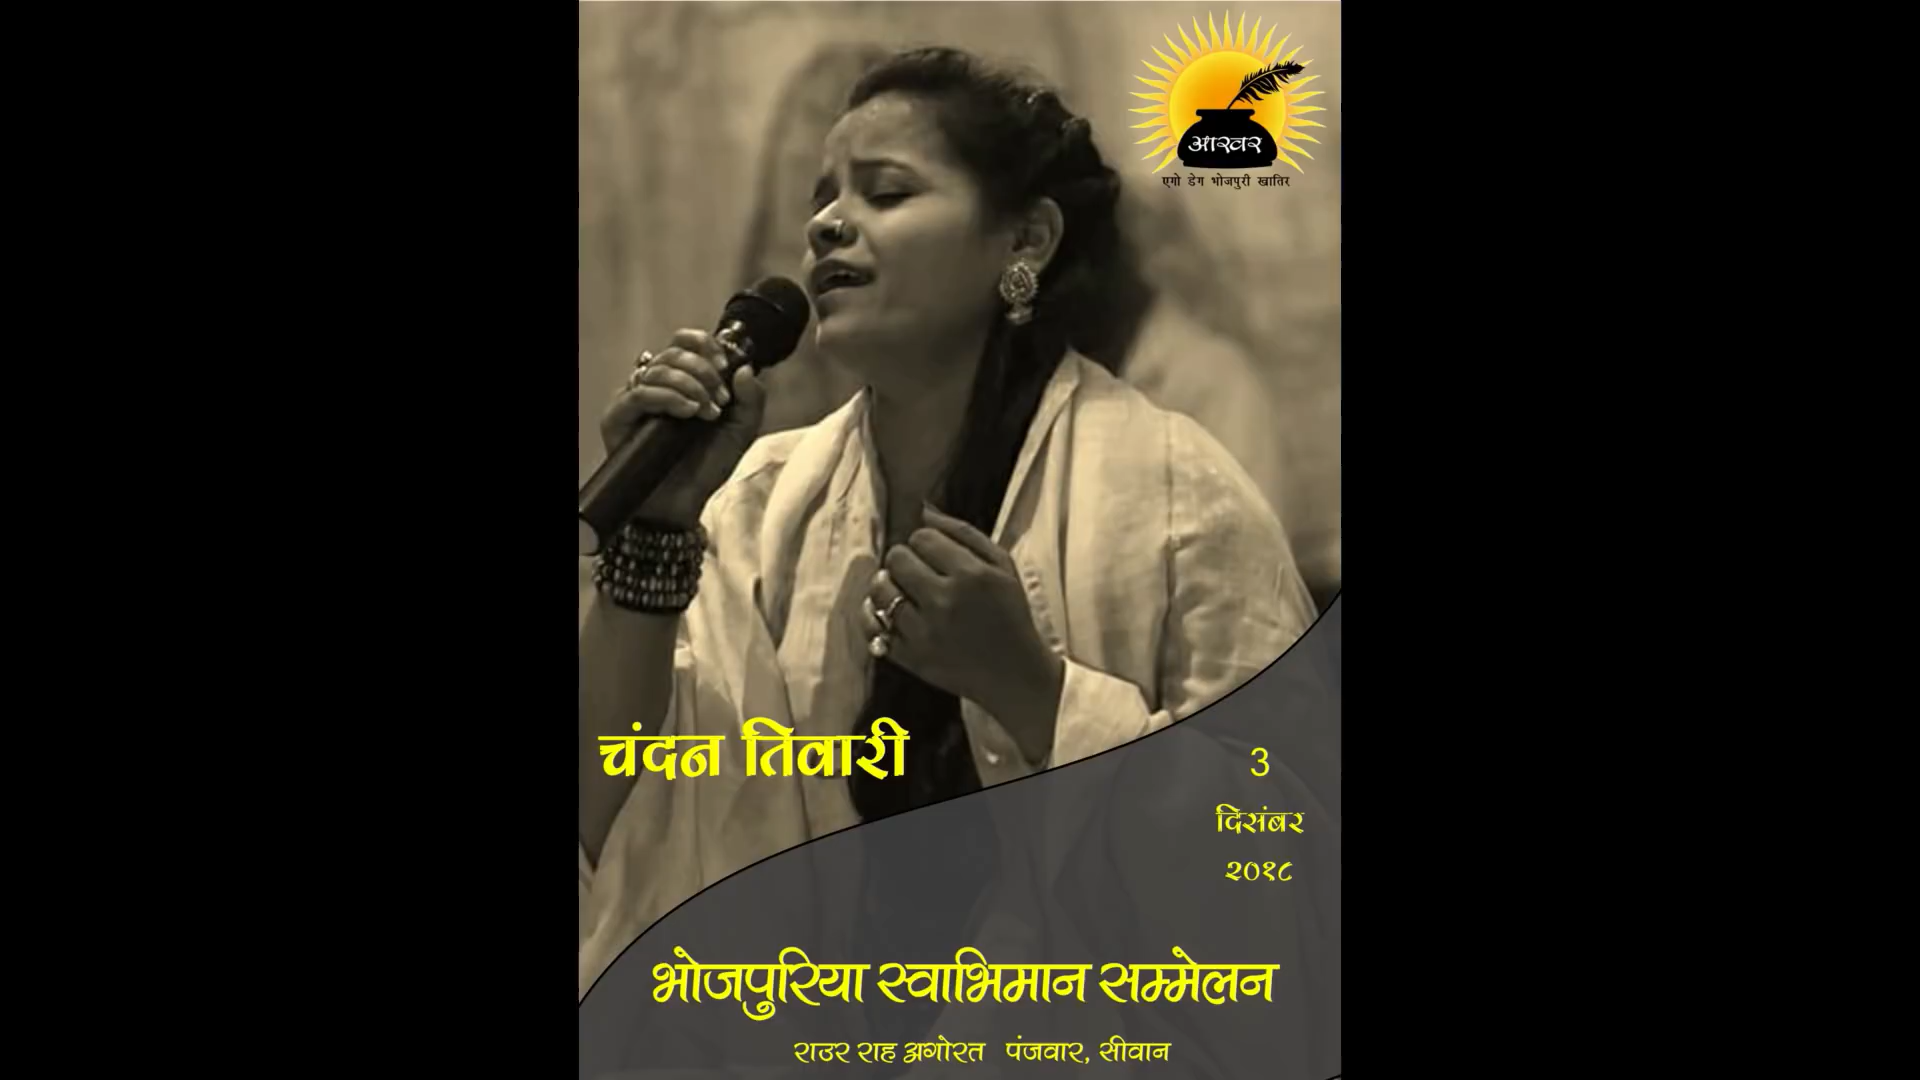 आखर
एगो डेग भोजपुरी खातिर
चंदन तिवारी
3
दिसंबर
२०१८
भोजपुरिया स्वाभिमान सम्मेलन
राउर राह अगोरत पंजवार, सीवान